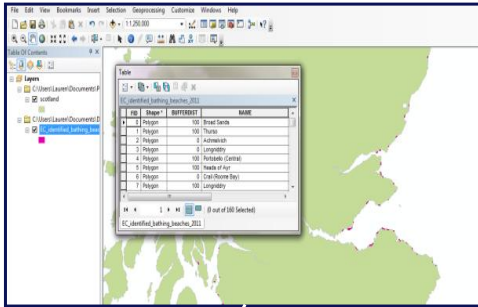 File Edit View Bookmarks Insert Selection Geoprocessing Customize Windows Help
1:1,250,000
Table Of Contents
Layers
C:\Users\Lauren\Documents\P
scotland
C:\Users\Lauren\Documents\D
EC_identified_bathing_beac
Table
EC_identified_bathing_beaches_2011
FID Shape * BUFFERDIST NAME
0 Polygon 100 Broad Sands
1 Polygon 100 Thurso
2 Polygon 0 Achmelvich
3 Polygon 0 Longniddry
4 Polygon 100 Portobello (Central)
5 Polygon 100 Heads of Ayr
6 Polygon 0 Crail (Roome Bay)
7 Polygon 100 Longniddry
1
(0 out of 160 Selected)
EC_identified_bathing_beaches_2011